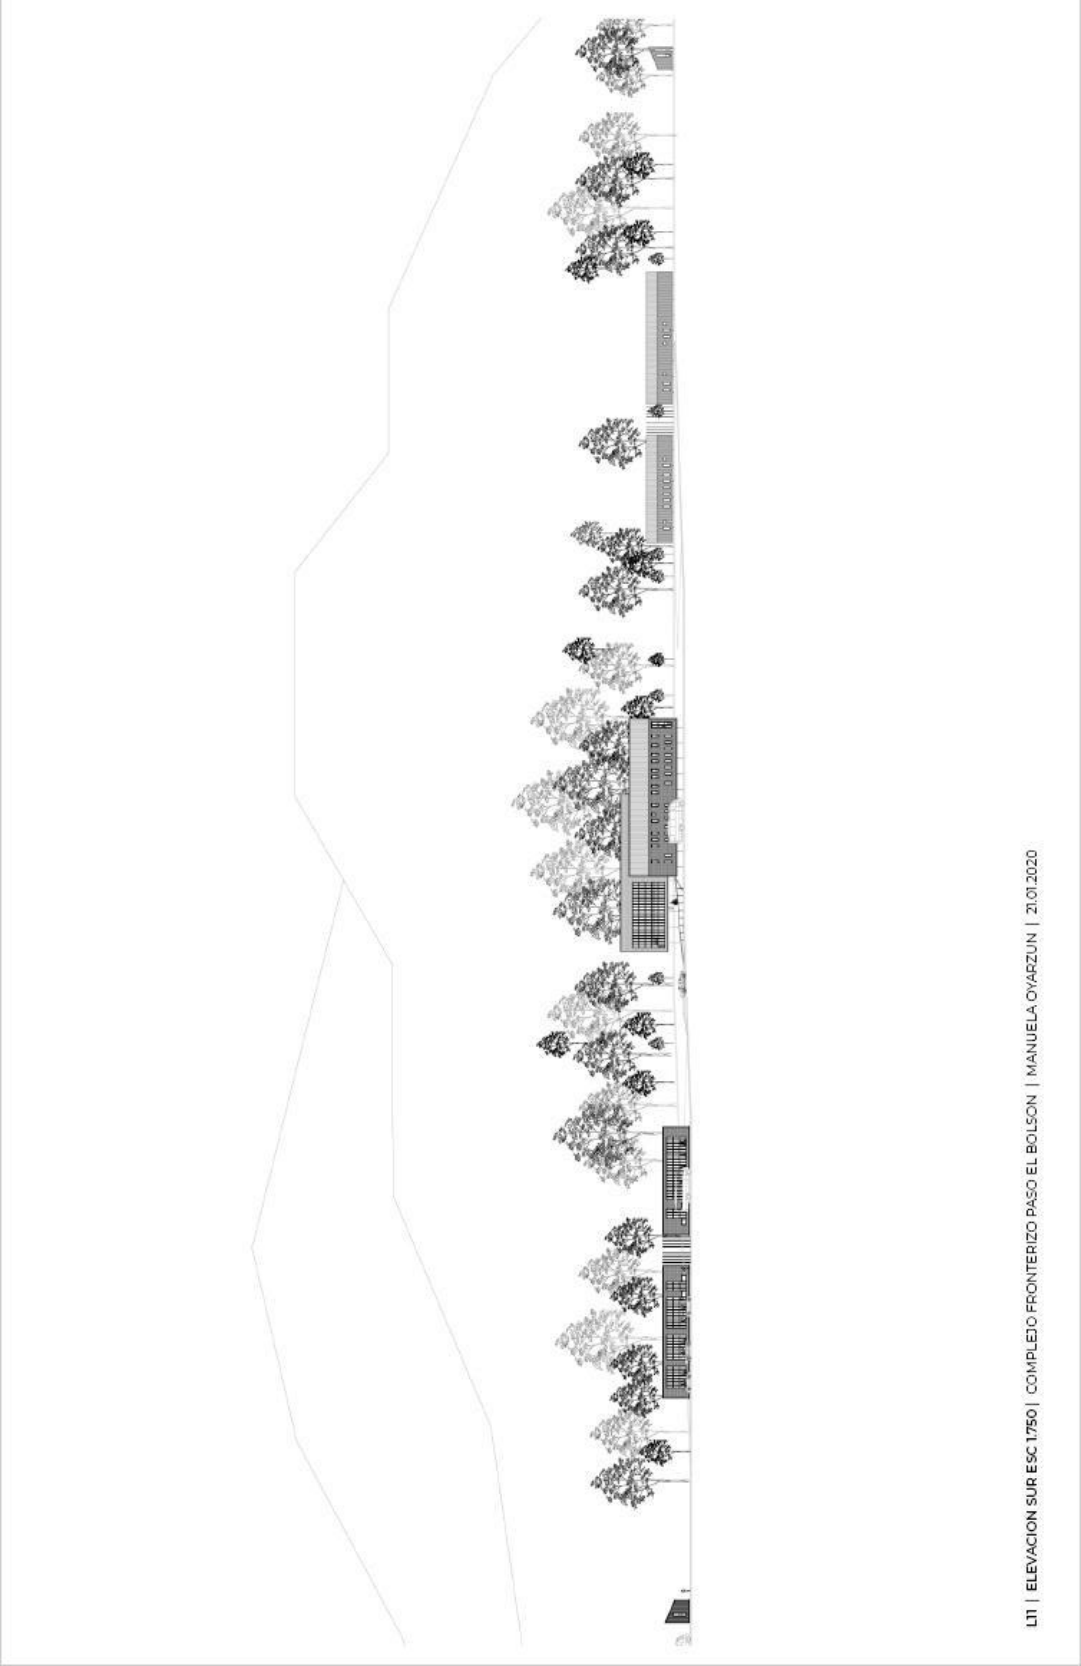 L11 | ELEVACION SUR ESC 1:750 | COMPLEJO FRONTERIZO PASO EL BOLSON | MANUELA OYARZUN | 21.01.2020